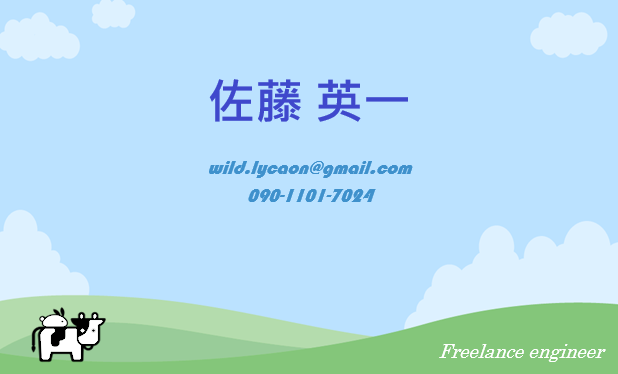 佐藤 英一
wild.lycaon@gmail.com
090-1101-7024
Freelance engineer